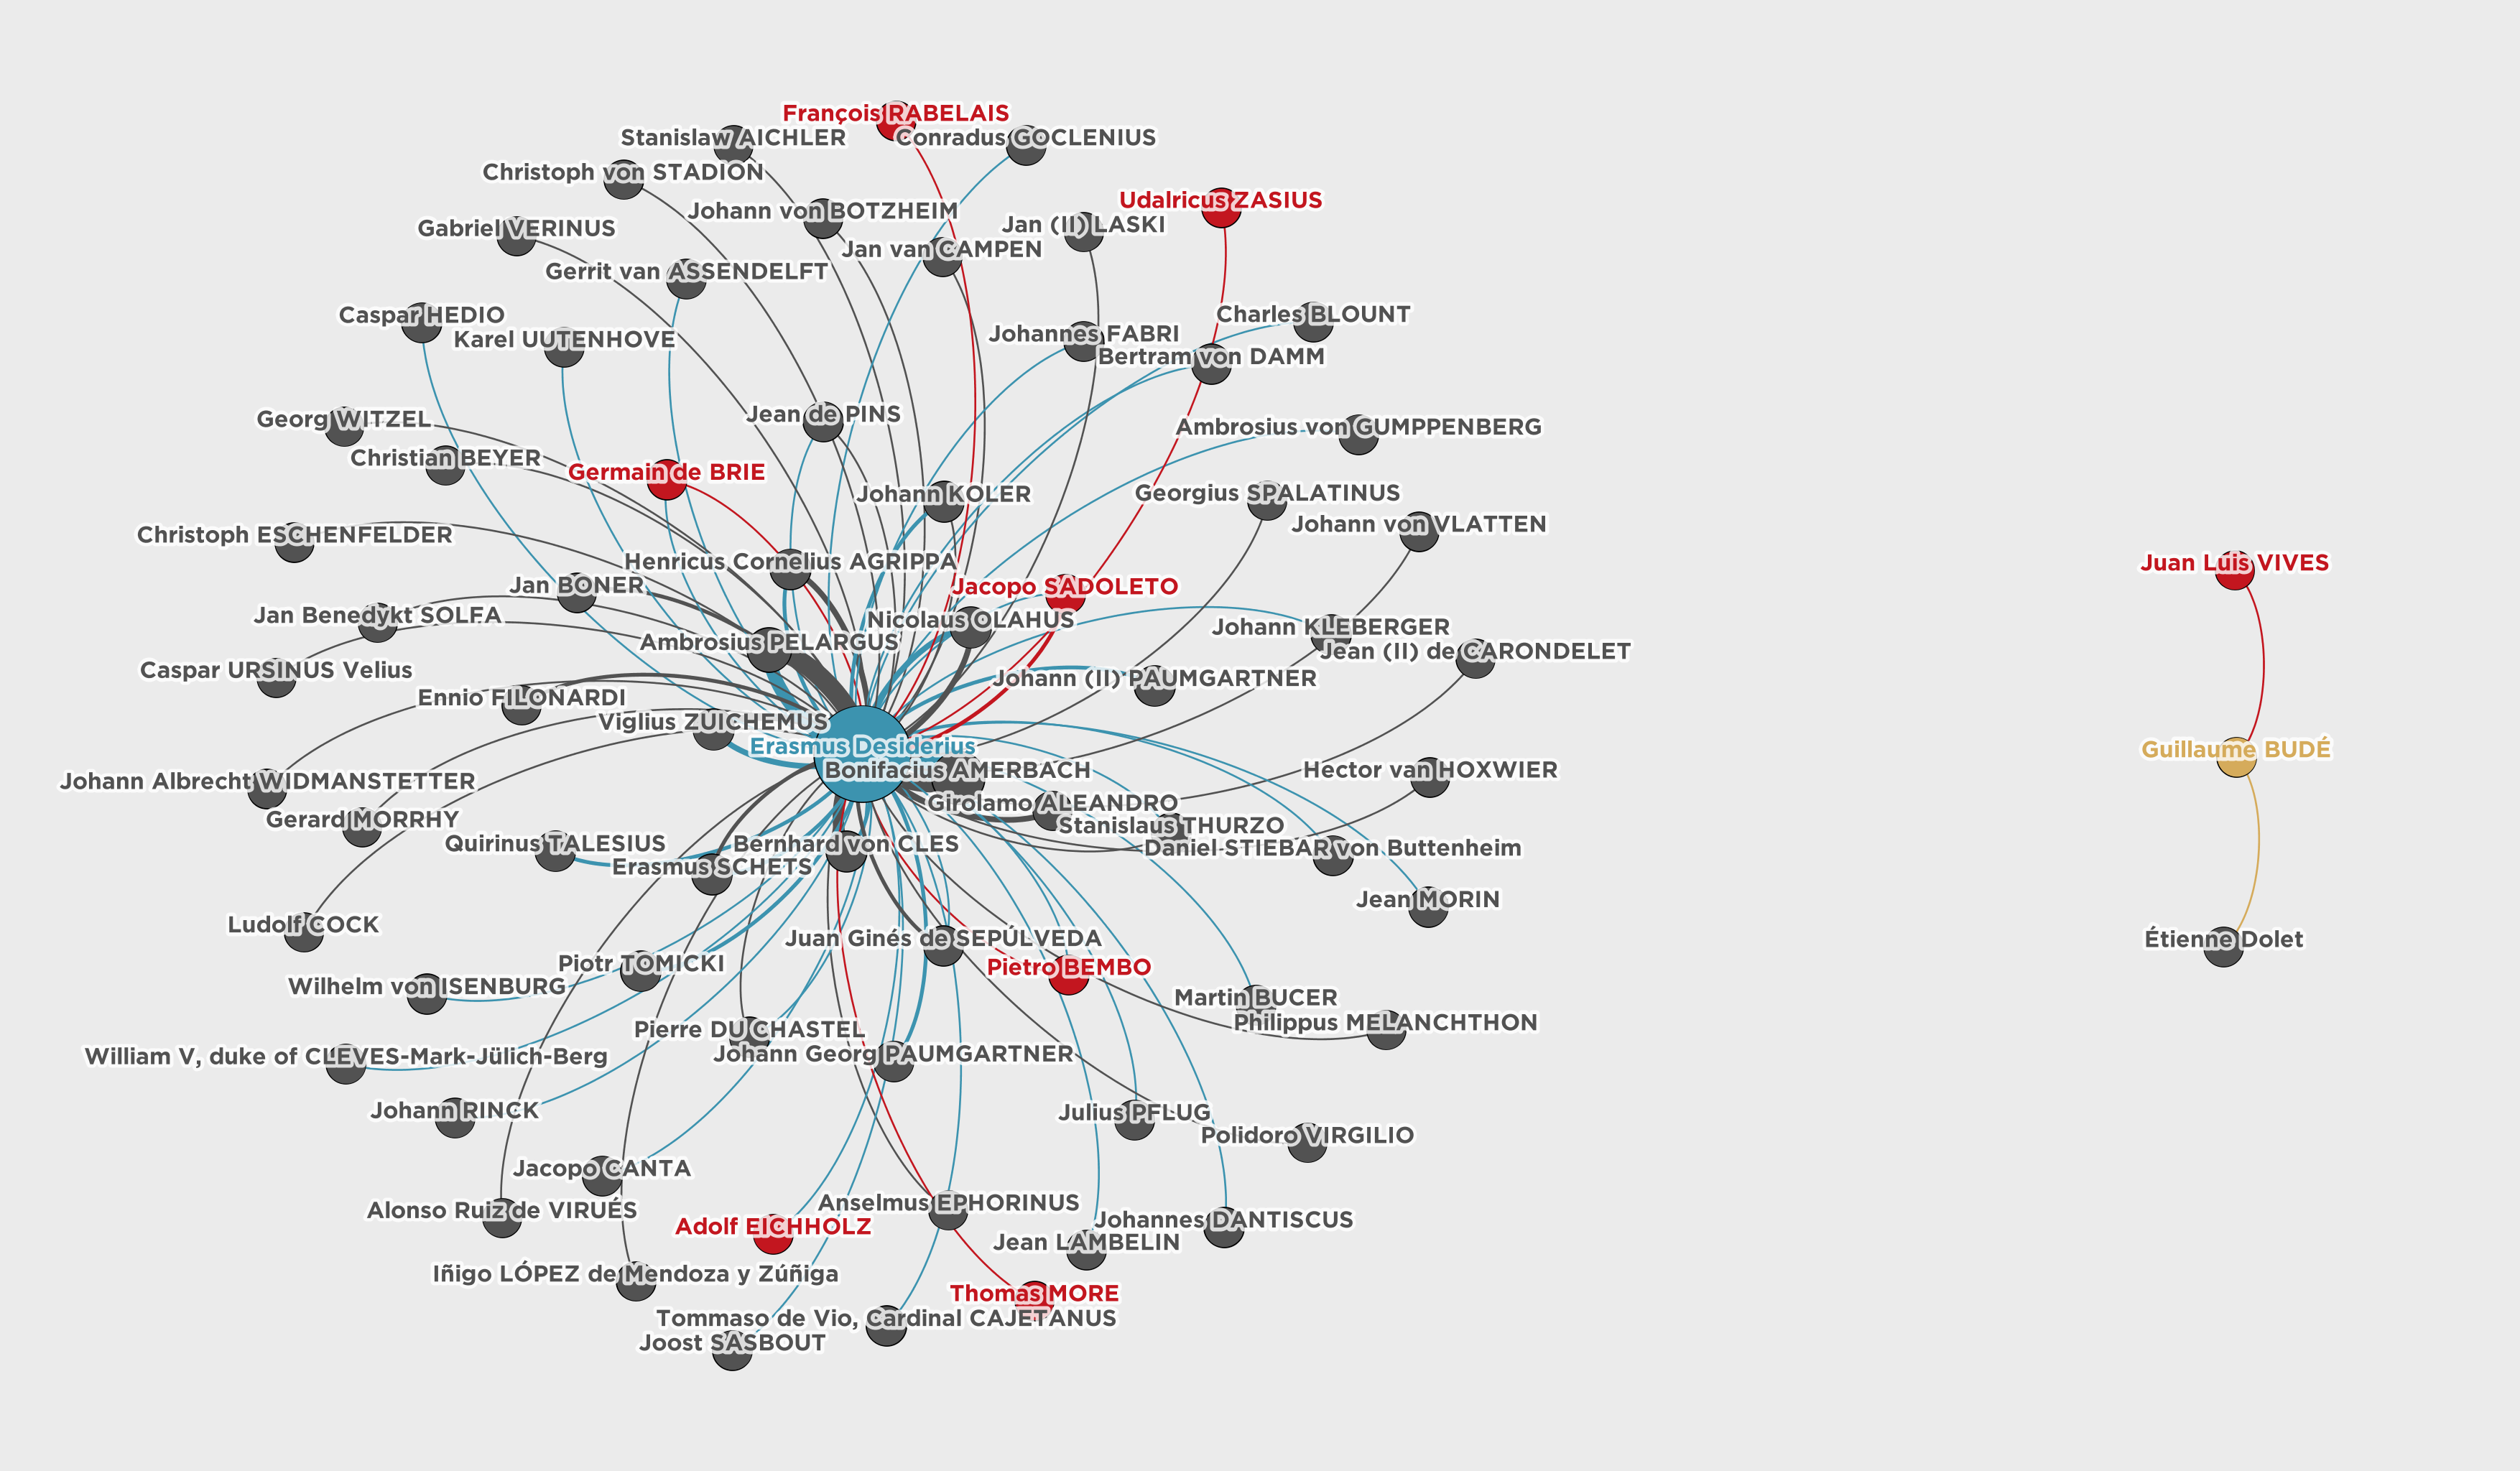 François RABELAIS
Stanislaw AICHLER
Conradus GOCLENIUS
Christoph von STADION
Udalricus ZASIUS
Johann von BOTZHEIM
Gabriel VERINUS
Jan (II) LASKI
Jan van CAMPEN
Gerrit van ASSENDELFT
Caspar HEDIO
Charles BLOUNT
Karel UUTENHOVE
Johannes FABRI
Bertram von DAMM
Georg WITZEL
Jean de PINS
Ambrosius von GUMPPENBERG
Christian BEYER
Germain de BRIE
Johann KOLER
Georgius SPALATINUS
Christoph ESCHENFELDER
Johann von VLATTEN
Henricus Cornelius AGRIPPA
Juan Luis VIVES
Jan BONER
Jacopo SADOLETO
Jan Benedykt SOLFA
Nicolaus OLAHUS
Johann KLEBERGER
Ambrosius PELARGUS
Jean (II) de CARONDELET
Caspar URSINUS Velius
Johann (II) PAUMGARTNER
Ennio FILONARDI
Viglius ZUICHEMUS
Erasmus Desiderius
Guillaume BUDÉ
Bonifacius AMERBACH
Hector van HOXWIER
Johann Albrecht WIDMANSTETTER
Girolamo ALEANDRO
Gerard MORRHY
Stanislaus THURZO
Quirinus TALESIUS
Bernhard von CLES
Daniel STIEBAR von Buttenheim
Erasmus SCHETS
Jean MORIN
Ludolf COCK
Juan Ginés de SEPÚLVEDA
Étienne Dolet
Piotr TOMICKI
Pietro BEMBO
Wilhelm von ISENBURG
Martin BUCER
Philippus MELANCHTHON
Pierre DU CHASTEL
Johann Georg PAUMGARTNER
William V, duke of CLEVES-Mark-Jülich-Berg
Johann RINCK
Julius PFLUG
Polidoro VIRGILIO
Jacopo CANTA
Anselmus EPHORINUS
Alonso Ruiz de VIRUÉS
Johannes DANTISCUS
Adolf EICHHOLZ
Jean LAMBELIN
Iñigo LÓPEZ de Mendoza y Zúñiga
Thomas MORE
Tommaso de Vio, Cardinal CAJETANUS
Joost SASBOUT